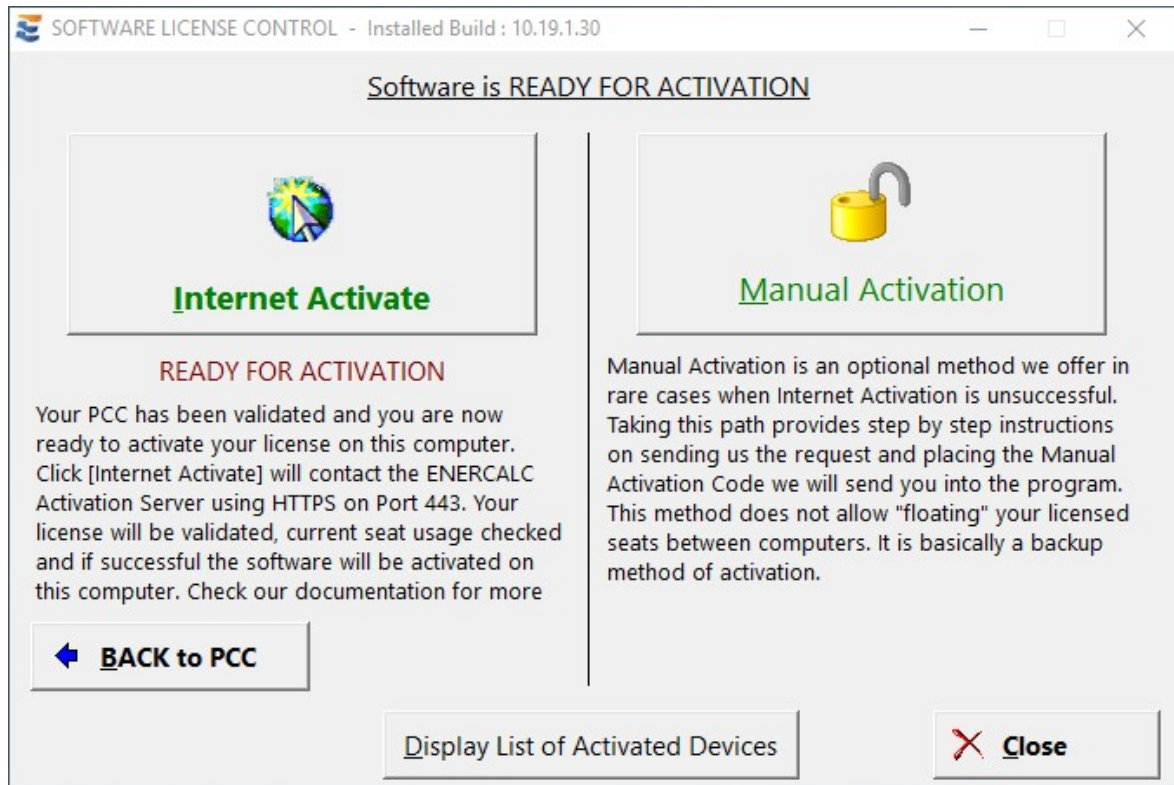 SOFTWARE LICENSE CONTROL - Installed Build : 10.19.1.30
Software is READY FOR ACTIVATION
Internet Activate
READY FOR ACTIVATION
Your PCC has been validated and you are now
ready to activate your license on this computer.
Click [Internet Activate] will contact the ENERCALC
Activation Server using HTTPS on Port 443. Your
license will be validated, current seat usage checked
and if successful the software will be activated on
this computer. Check our documentation for more
BACK to PCC
Manual Activation
Manual Activation is an optional method we offer in
rare cases when Internet Activation is unsuccessful.
Taking this path provides step by step instructions
on sending us the request and placing the Manual
Activation Code we will send you into the program.
This method does not allow "floating" your licensed
seats between computers. It is basically a backup
method of activation.
Display List of Activated Devices
Close